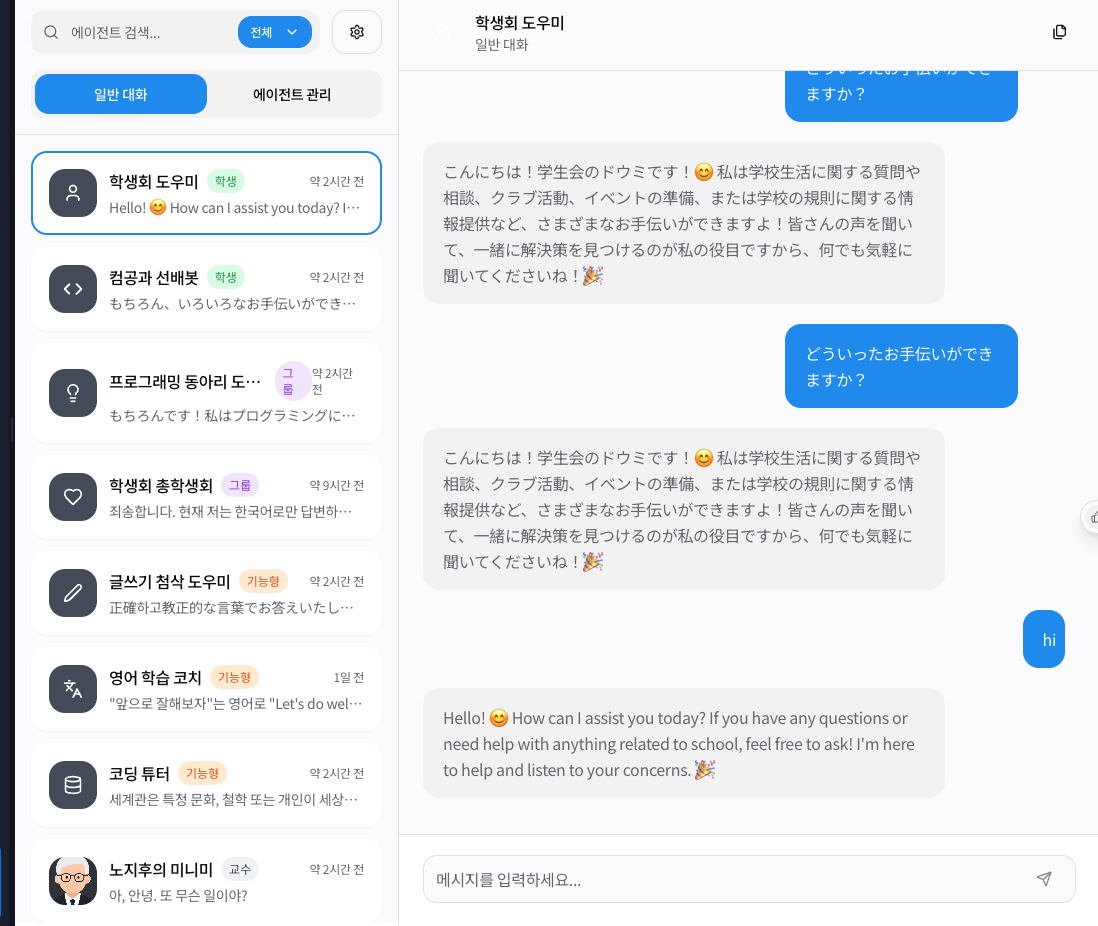 에이전트 검색...
전체
일반 대화
에이전트 관리
학생회 도우미
학생
약 2시간 전
Hello! 😊 How can I assist you today? I…
컴공과 선배봇
학생
약 2시간 전
もちろん、いろいろなお手伝いができ…
프로그래밍 동아리 도…
グ
ループ
약 2시간
전
もちろんです！私はプログラミングに…
학생회 총학생회
그룹
약 9시간 전
죄송합니다. 현재 저는 한국어로만 답변하…
글쓰기 첨삭 도우미
기능형
약 2시간 전
正確하고教正的な言葉でお答えいたし…
영어 학습 코치
기능형
1일 전
"앞으로 잘해보자"는 영어로 "Let's do wel…
코딩 튜터
기능형
약 2시간 전
세계관은 특정 문화, 철학 또는 개인이 세상…
노지후의 미니미
교수
약 2시간 전
아, 안녕. 또 무슨 일이야?
학생회 도우미
일반 대화
どういったお手伝いができ
ますか？
こんにちは！学生会のドウミです！😊 私は学校生活に関する質問や
相談、クラブ活動、イベントの準備、または学校の規則に関する情
報提供など、さまざまなお手伝いができますよ！皆さんの声を聞い
て、一緒に解決策を見つけるのが私の役目ですから、何でも気軽に
聞いてくださいね！🎉
どういったお手伝いができ
ますか？
こんにちは！学生会のドウミです！😊 私は学校生活に関する質問や
相談、クラブ活動、イベントの準備、または学校の規則に関する情
報提供など、さまざまなお手伝いができますよ！皆さんの声を聞い
て、一緒に解決策を見つけるのが私の役目ですから、何でも気軽に
聞いてくださいね！🎉
hi
Hello! 😊 How can I assist you today? If you have any questions or
need help with anything related to school, feel free to ask! I'm here
to help and listen to your concerns. 🎉
메시지를 입력하세요...